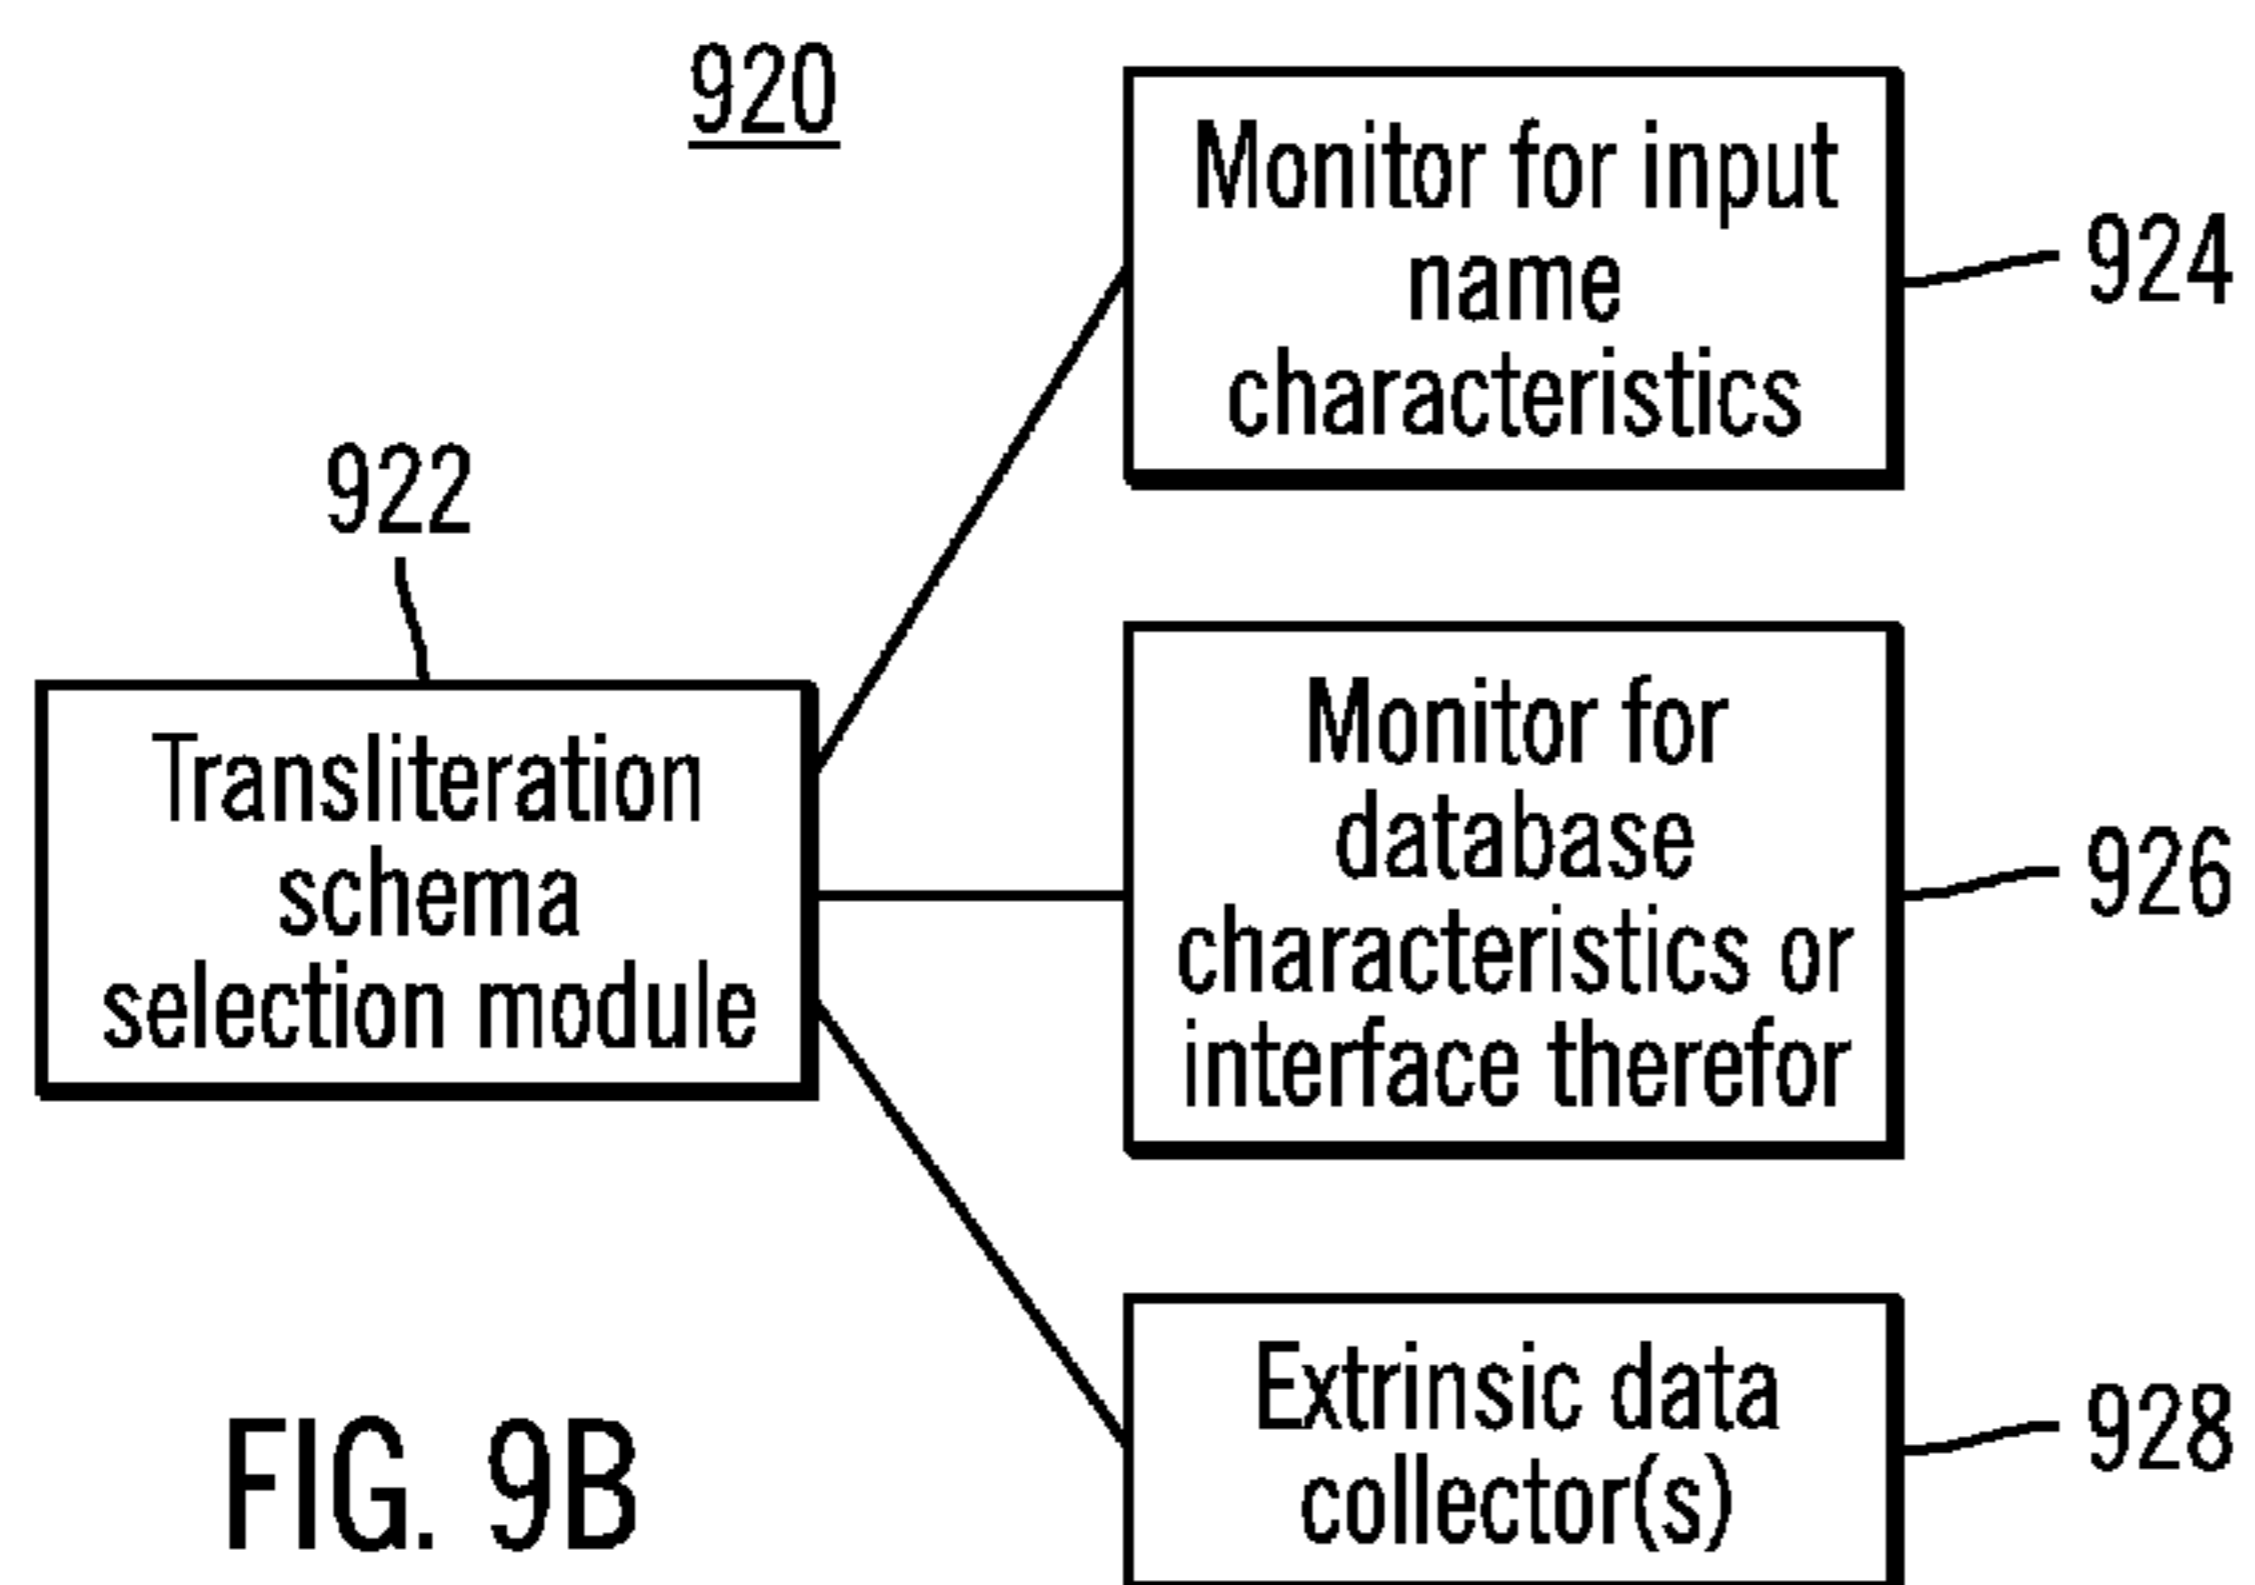 920
Monitor for input
name
characteristics
924
922
Transliteration
schema
selection module
Monitor for
database
characteristics or
interface therefor
926
Extrinsic data
collector(s)
928
FIG. 9B